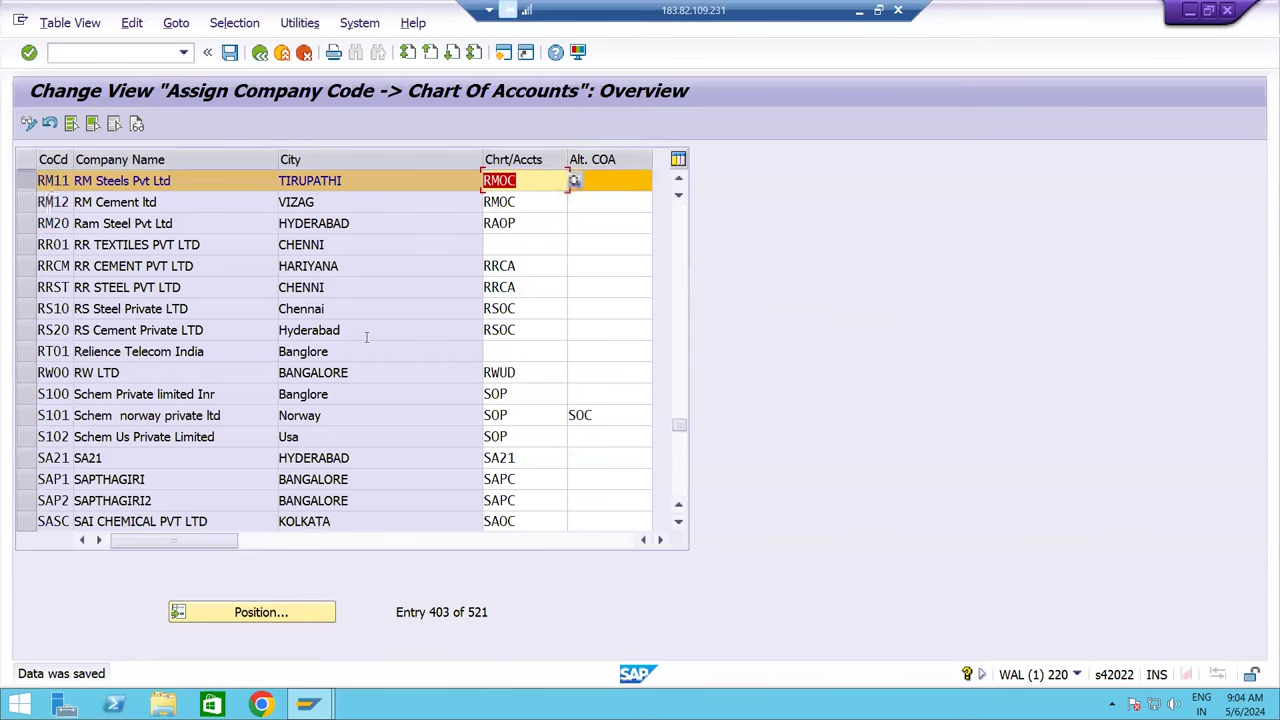 183.82.109.231
Table View Edit Goto Selection Utilities System Help
Change View "Assign Company Code -> Chart Of Accounts": Overview
CoCd Company Name City Chrt/Accts Alt. COA
RM11 RM Steels Pvt Ltd TIRUPATHI RMOC
RM12 RM Cement ltd VIZAG RMOC
RM20 Ram Steel Pvt Ltd HYDERABAD RAOP
RR01 RR TEXTILES PVT LTD CHENNI
RRCM RR CEMENT PVT LTD HARIYANA RRCA
RRST RR STEEL PVT LTD CHENNI RRCA
RS10 RS Steel Private LTD Chennai RSOC
RS20 RS Cement Private LTD Hyderabad RSOC
RT01 Relience Telecom India Banglore
RW00 RW LTD BANGALORE RWUD
S100 Schem Private limited Inr Banglore SOP
S101 Schem norway private ltd Norway SOP SOC
S102 Schem Us Private Limited Usa SOP
SA21 SA21 HYDERABAD SA21
SAP1 SAPTHAGIRI BANGALORE SAPC
SAP2 SAPTHAGIRI2 BANGALORE SAPC
SASC SAI CHEMICAL PVT LTD KOLKATA SAOC
Position... Entry 403 of 521
Data was saved SAP WAL (1) 220 s42022 INS
ENG 9:04 AM
IN 5/6/2024